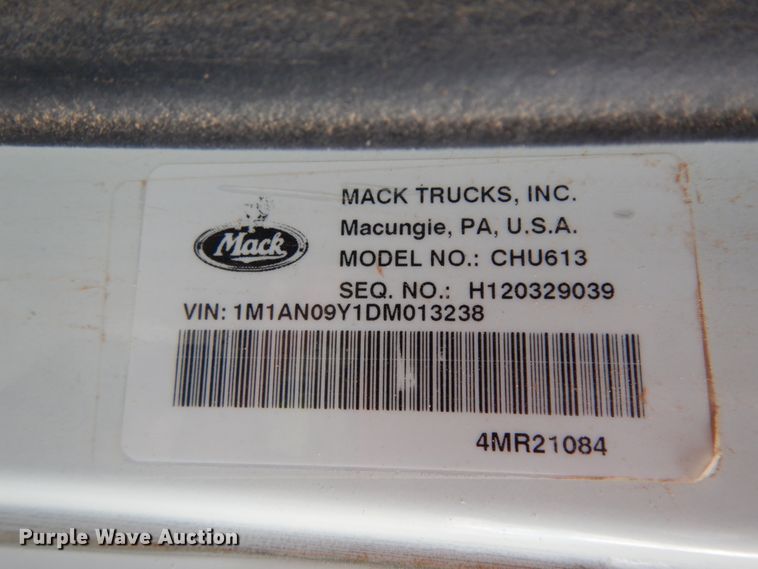 MACK TRUCKS, INC.
Mack
Macungie, PA, U.S.A.
MODEL NO.: CHU613
SEQ. NO.: H120329039
VIN: 1M1AN09Y1DM013238
4MR21084
Purple Wave Auction